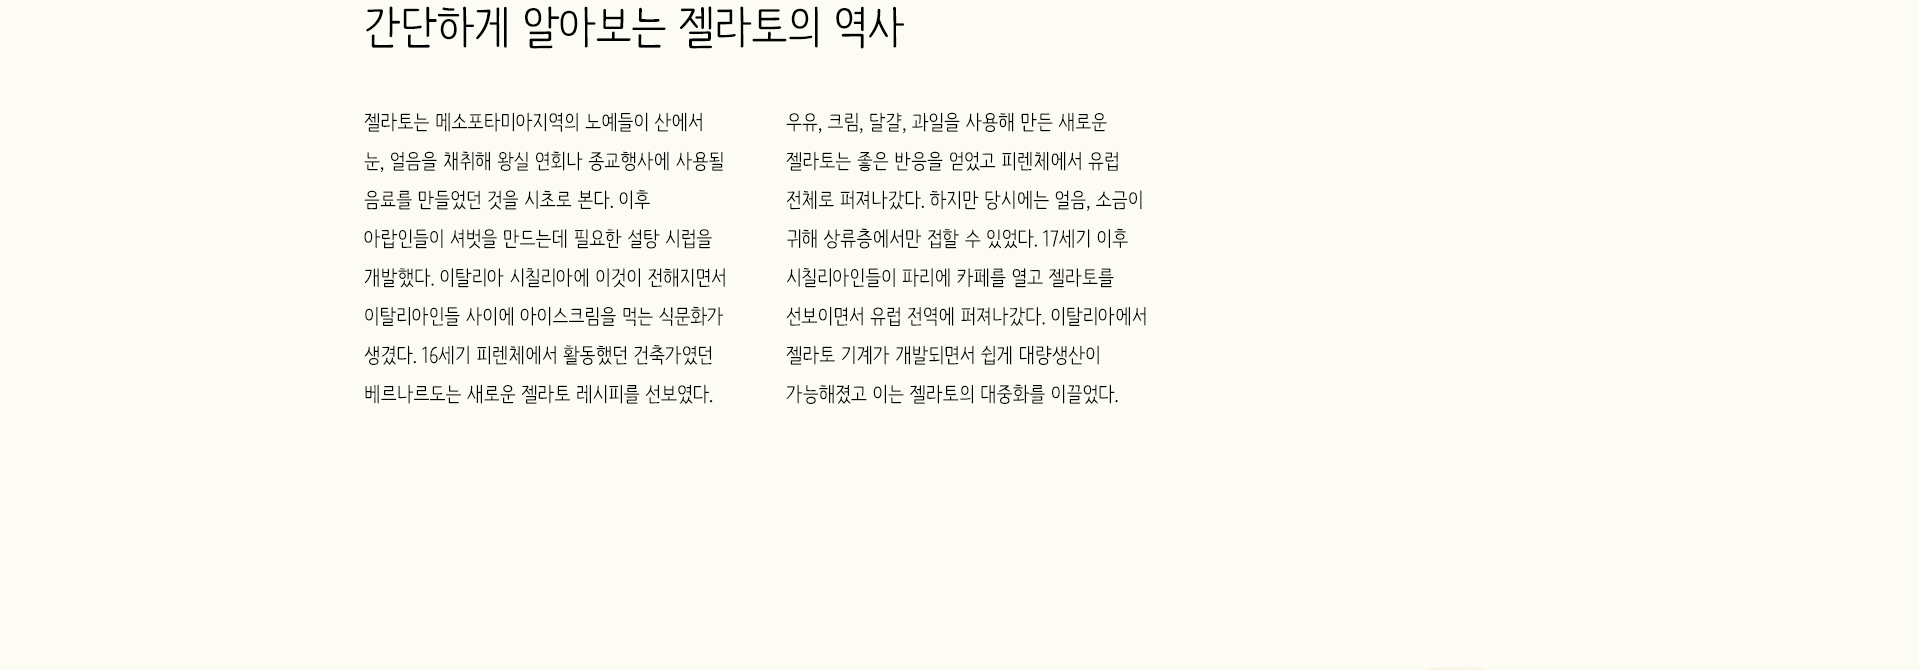 간단하게 알아보는 젤라토의 역사
젤라토는 메소포타미아지역의 노예들이 산에서
눈, 얼음을 채취해 왕실 연회나 종교행사에 사용될
음료를 만들었던 것을 시초로 본다. 이후
아랍인들이 셔벗을 만드는데 필요한 설탕 시럽을
개발했다. 이탈리아 시칠리아에 이것이 전해지면서
이탈리아인들 사이에 아이스크림을 먹는 식문화가
생겼다. 16세기 피렌체에서 활동했던 건축가였던
베르나르도는 새로운 젤라토 레시피를 선보였다.
우유, 크림, 달걀, 과일을 사용해 만든 새로운
젤라토는 좋은 반응을 얻었고 피렌체에서 유럽
전체로 퍼져나갔다. 하지만 당시에는 얼음, 소금이
귀해 상류층에서만 접할 수 있었다. 17세기 이후
시칠리아인들이 파리에 카페를 열고 젤라토를
선보이면서 유럽 전역에 퍼져나갔다. 이탈리아에서
젤라토 기계가 개발되면서 쉽게 대량생산이
가능해졌고 이는 젤라토의 대중화를 이끌었다.